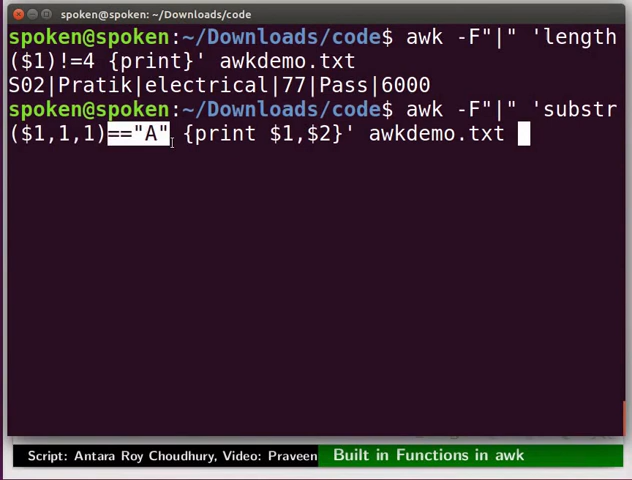 spoken@spoken: ~/Downloads/code
spoken@spoken:~/Downloads/code$ awk -F"|" 'length
($1)!=4 {print}' awkdemo.txt
S02|Pratik|electrical|77|Pass|6000
spoken@spoken:~/Downloads/code$ awk -F"|" 'substr
($1,1,1)=="A" {print $1,$2}' awkdemo.txt
Script: Antara Roy Choudhury, Video: Praveen
Built in Functions in awk